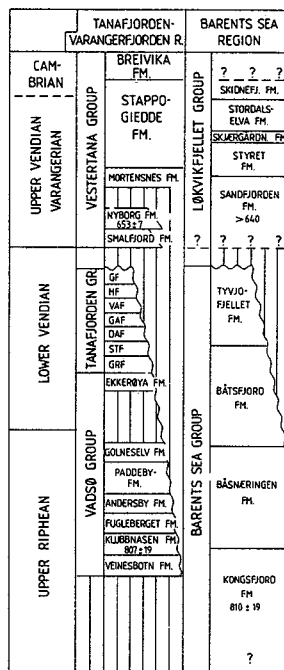 TANAFJORDEN-
VARANGERFJORDEN R.
BARENTS SEA
REGION
CAM-
BRIAN
UPPER VENDIAN
VARANGERIAN
LOWER VENDIAN
UPPER RIPHEAN
VESTERTANA GROUP
TANAFJORDEN GR.
VADSØ GROUP
BREIVIKA
FM.
STAPPO-
GIEDDE
FM.
MORTENSNES FM.
NYBORG FM.
653±7
SMALFJORD FM.
GF
HF
VAF
GAF
DAF
STF
GRF
EKKERØYA FM.
GOLNESELV FM.
PADDEBY-
FM.
ANDERSBY FM.
FUGLEBERGET FM.
KLUBBNASEN FM.
807±19
VEINESBOTN FM.
LØKVIKFJELLET GROUP
BARENTS SEA GROUP
? ? ?
SKIDNEFJ. FM.
STORDALS-
ELVA FM.
SKJÆRGÅRDN. FM.
STYRET
FM.
SANDFJORDEN
FM.
>640
? ?
TYVJO-
FJELLET
FM.
BÅTSFJORD
FM.
BÅSNÆRINGEN
FM.
KONGSFJORD
FM
810±19
?